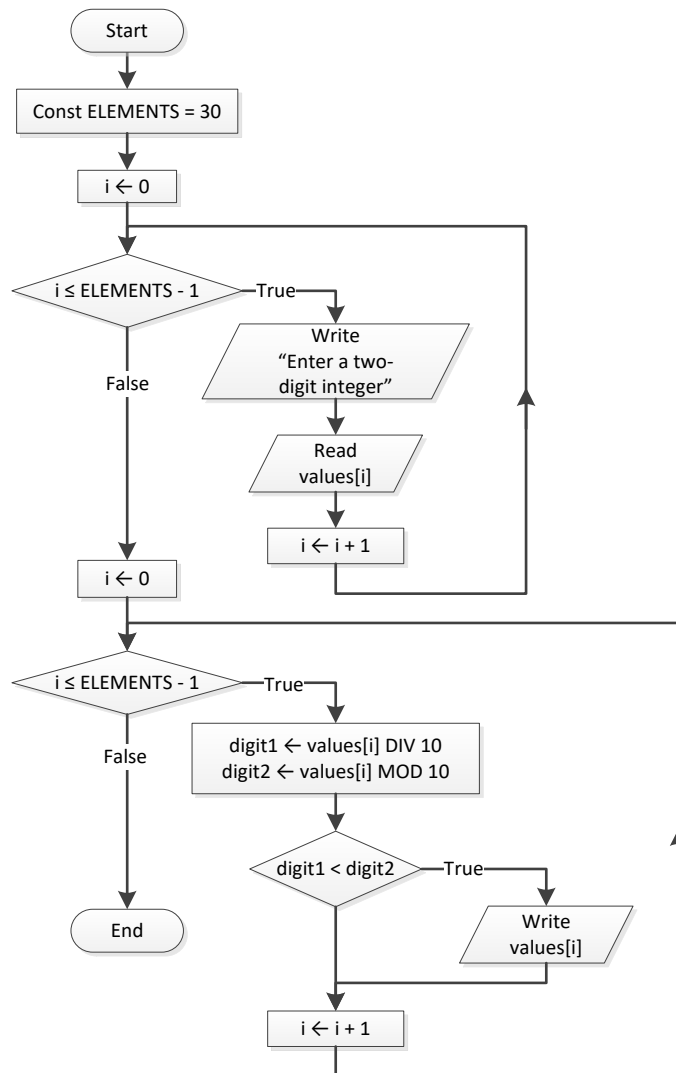 Start
Const ELEMENTS = 30
i ← 0
i ≤ ELEMENTS - 1
True
Write
“Enter a two-
digit integer”
False
Read
values[i]
i ← i + 1
i ← 0
i ≤ ELEMENTS - 1
True
digit1 ← values[i] DIV 10
digit2 ← values[i] MOD 10
False
digit1 < digit2
True
Write
values[i]
End
i ← i + 1